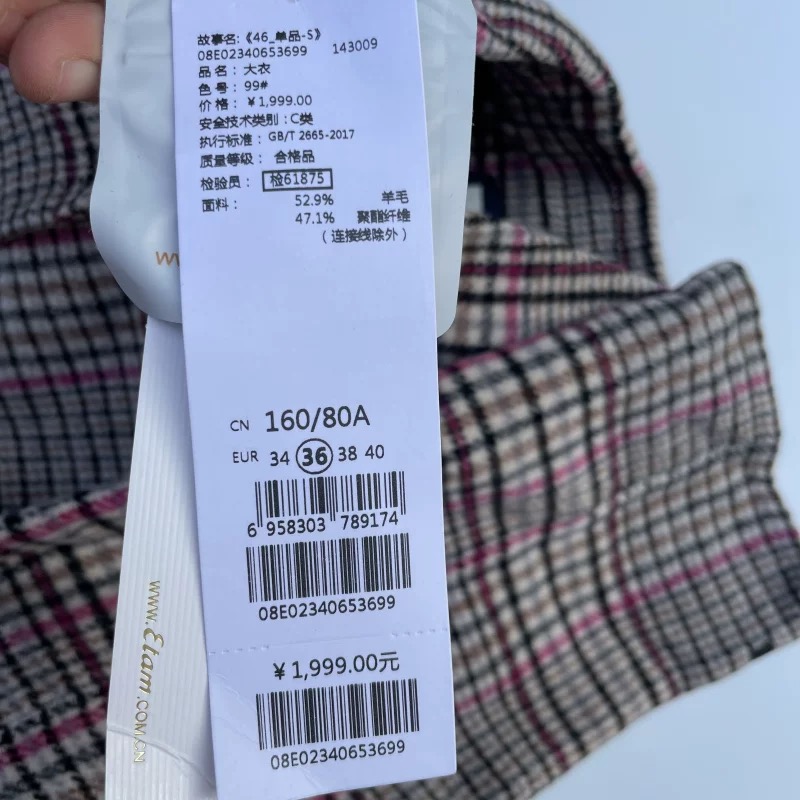 故事名:《46_单品-S》
08E02340653699 143009
品名：大衣
色号：99#
价格：￥1,999.00
安全技术类别：C类
执行标准：GB/T 2665-2017
质量等级： 合格品
检验员： 检61875
面料： 52.9% 羊毛
47.1% 聚酯纤维
（连接线除外）
CN 160/80A
EUR 34 36 38 40
6 958303 789174
08E02340653699
￥1,999.00元
08E02340653699
www.Etam.COM.CN